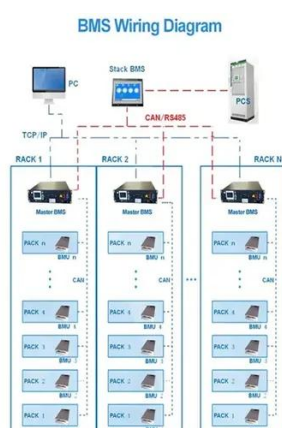 BMS Wiring Diagram
Stack BMS
PC
PCS
CAN/RS485
TCP/IP
RACK 1
RACK 2
RACK N
Master BMS
Master BMS
Master BMS
PACK n
PACK n
PACK n
BMU n
BMU n
BMU n
CAN
CAN
CAN
...
PACK 4
PACK 4
PACK 4
BMU 4
BMU 4
BMU 4
PACK 3
PACK 3
PACK 3
BMU 3
BMU 3
BMU 3
PACK 2
PACK 2
PACK 2
BMU 2
BMU 2
BMU 2
PACK 1
PACK 1
PACK 1